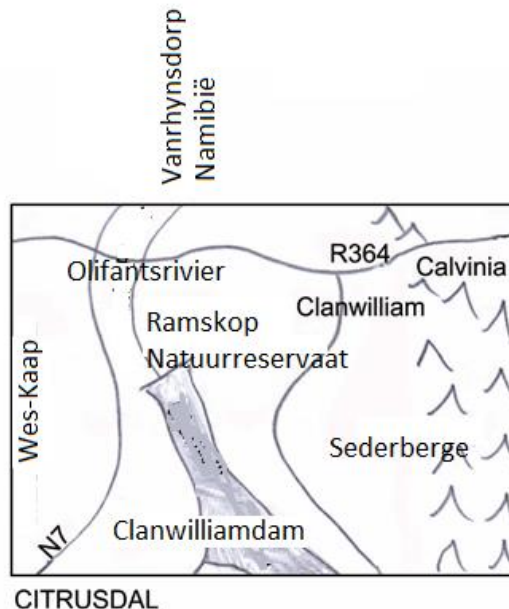 Vanrhynsdorp
Namibië
R364
Olifantsrivier
Calvinia
Clanwilliam
Ramskop
Natuurreservaat
Wes-Kaap
Sederberge
Clanwilliamdam
N7
CITRUSDAL